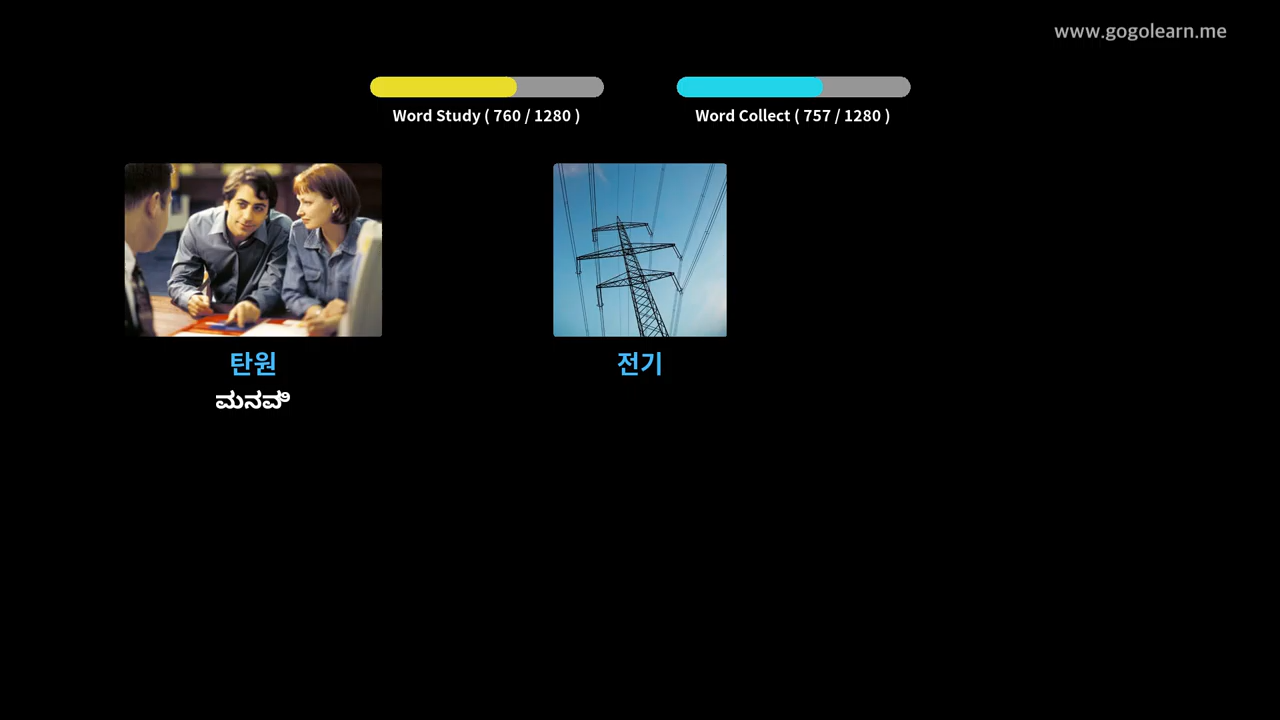 www.gogolearn.me
Word Study ( 760 / 1280 )
Word Collect ( 757 / 1280 )
탄원
전기
ಮನವಿ